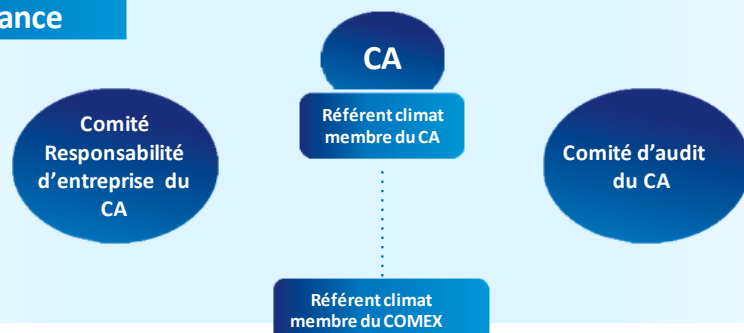 CA
Référent climat
membre du CA
Comité
Responsabilité
d'entreprise du
CA
Comité d'audit
du CA
Référent climat
membre du COMEX